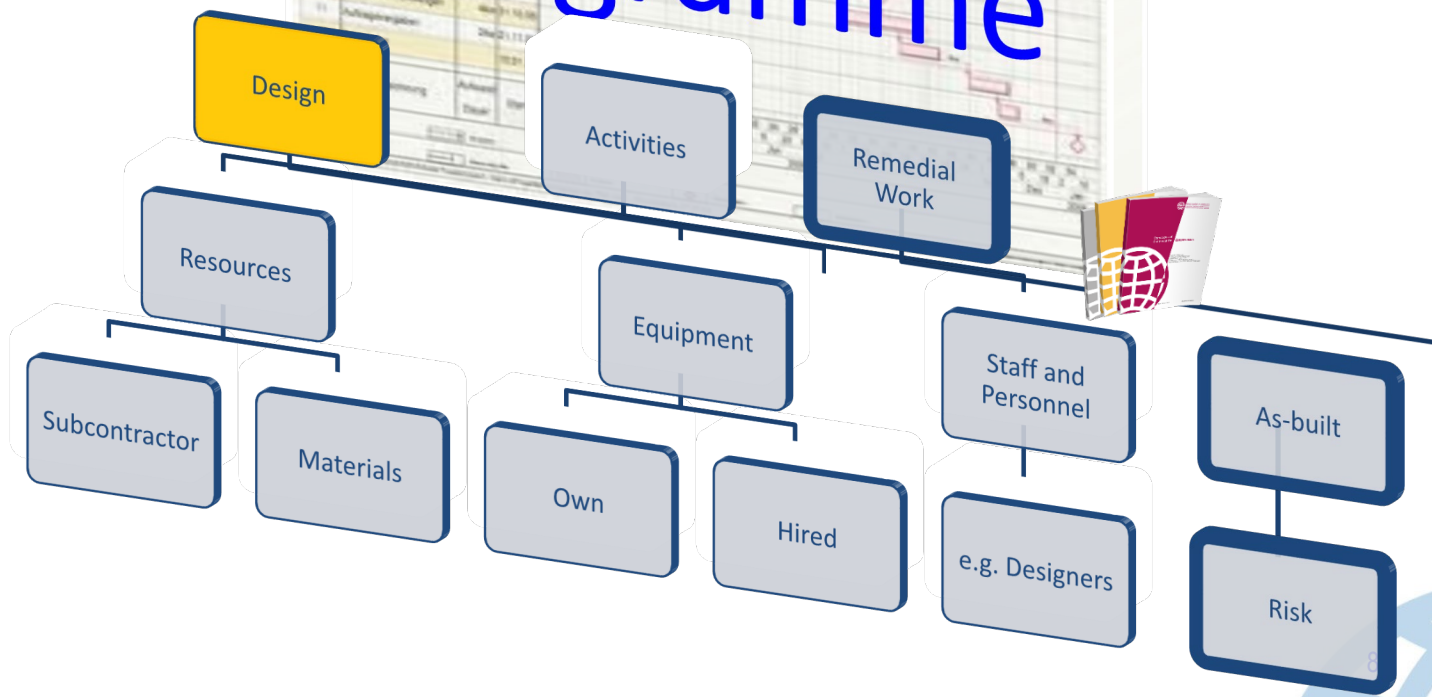 gramme
Design
Activities
Remedial
Work
Resources
Equipment
Staff and
Personnel
As-built
Subcontractor
Materials
Own
Hired
e.g. Designers
Risk
8